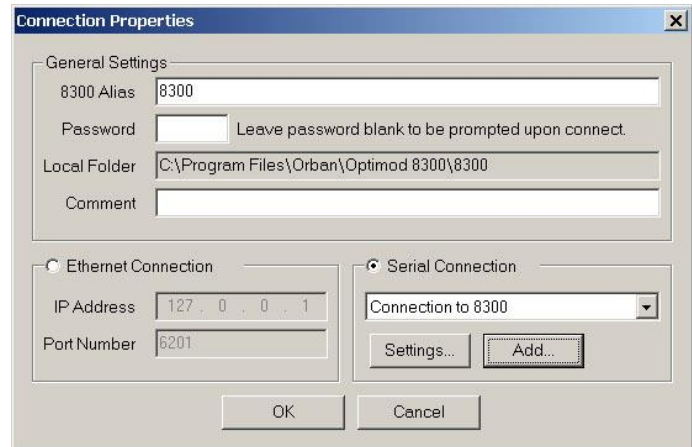 Connection Properties
General Settings
8300 Alias 8300
Password Leave password blank to be prompted upon connect.
Local Folder C:\Program Files\Orban\Optimod 8300\8300
Comment
Ethernet Connection
IP Address 127 . 0 . 0 . 1
Port Number 6201
Serial Connection
Connection to 8300
Settings... Add...
OK Cancel